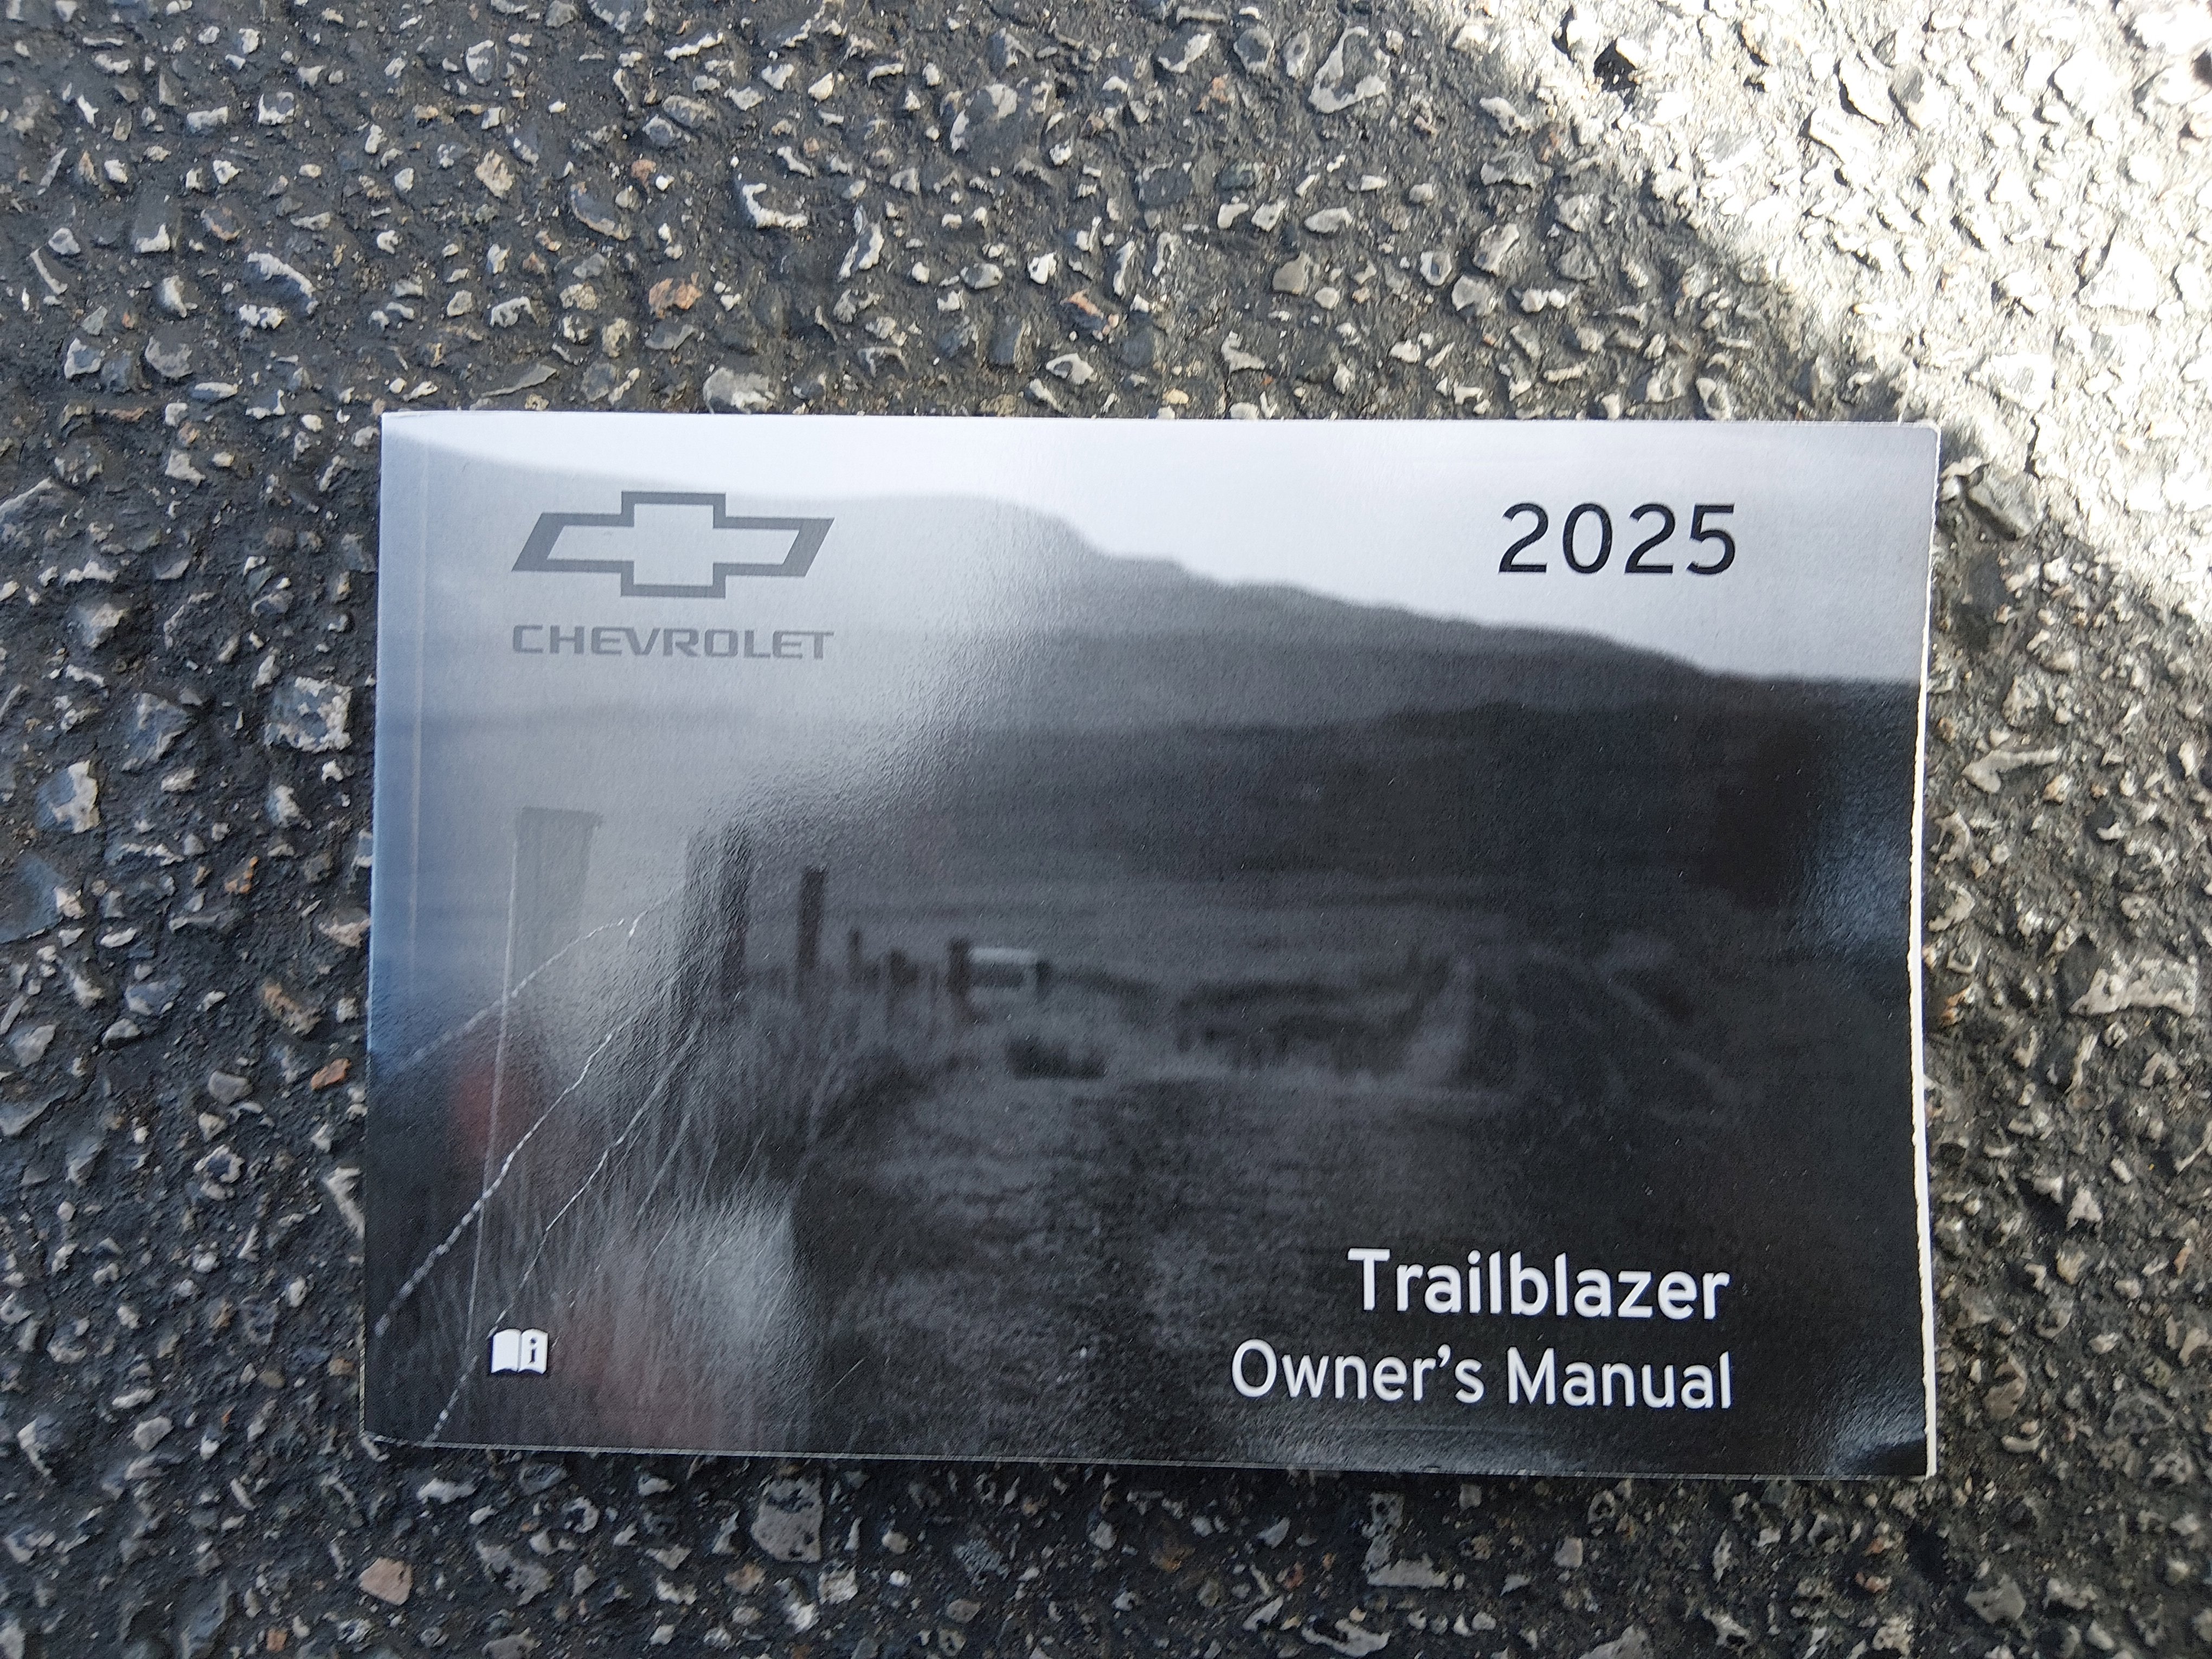 CHEVROLET
2025
Trailblazer
Owner's Manual